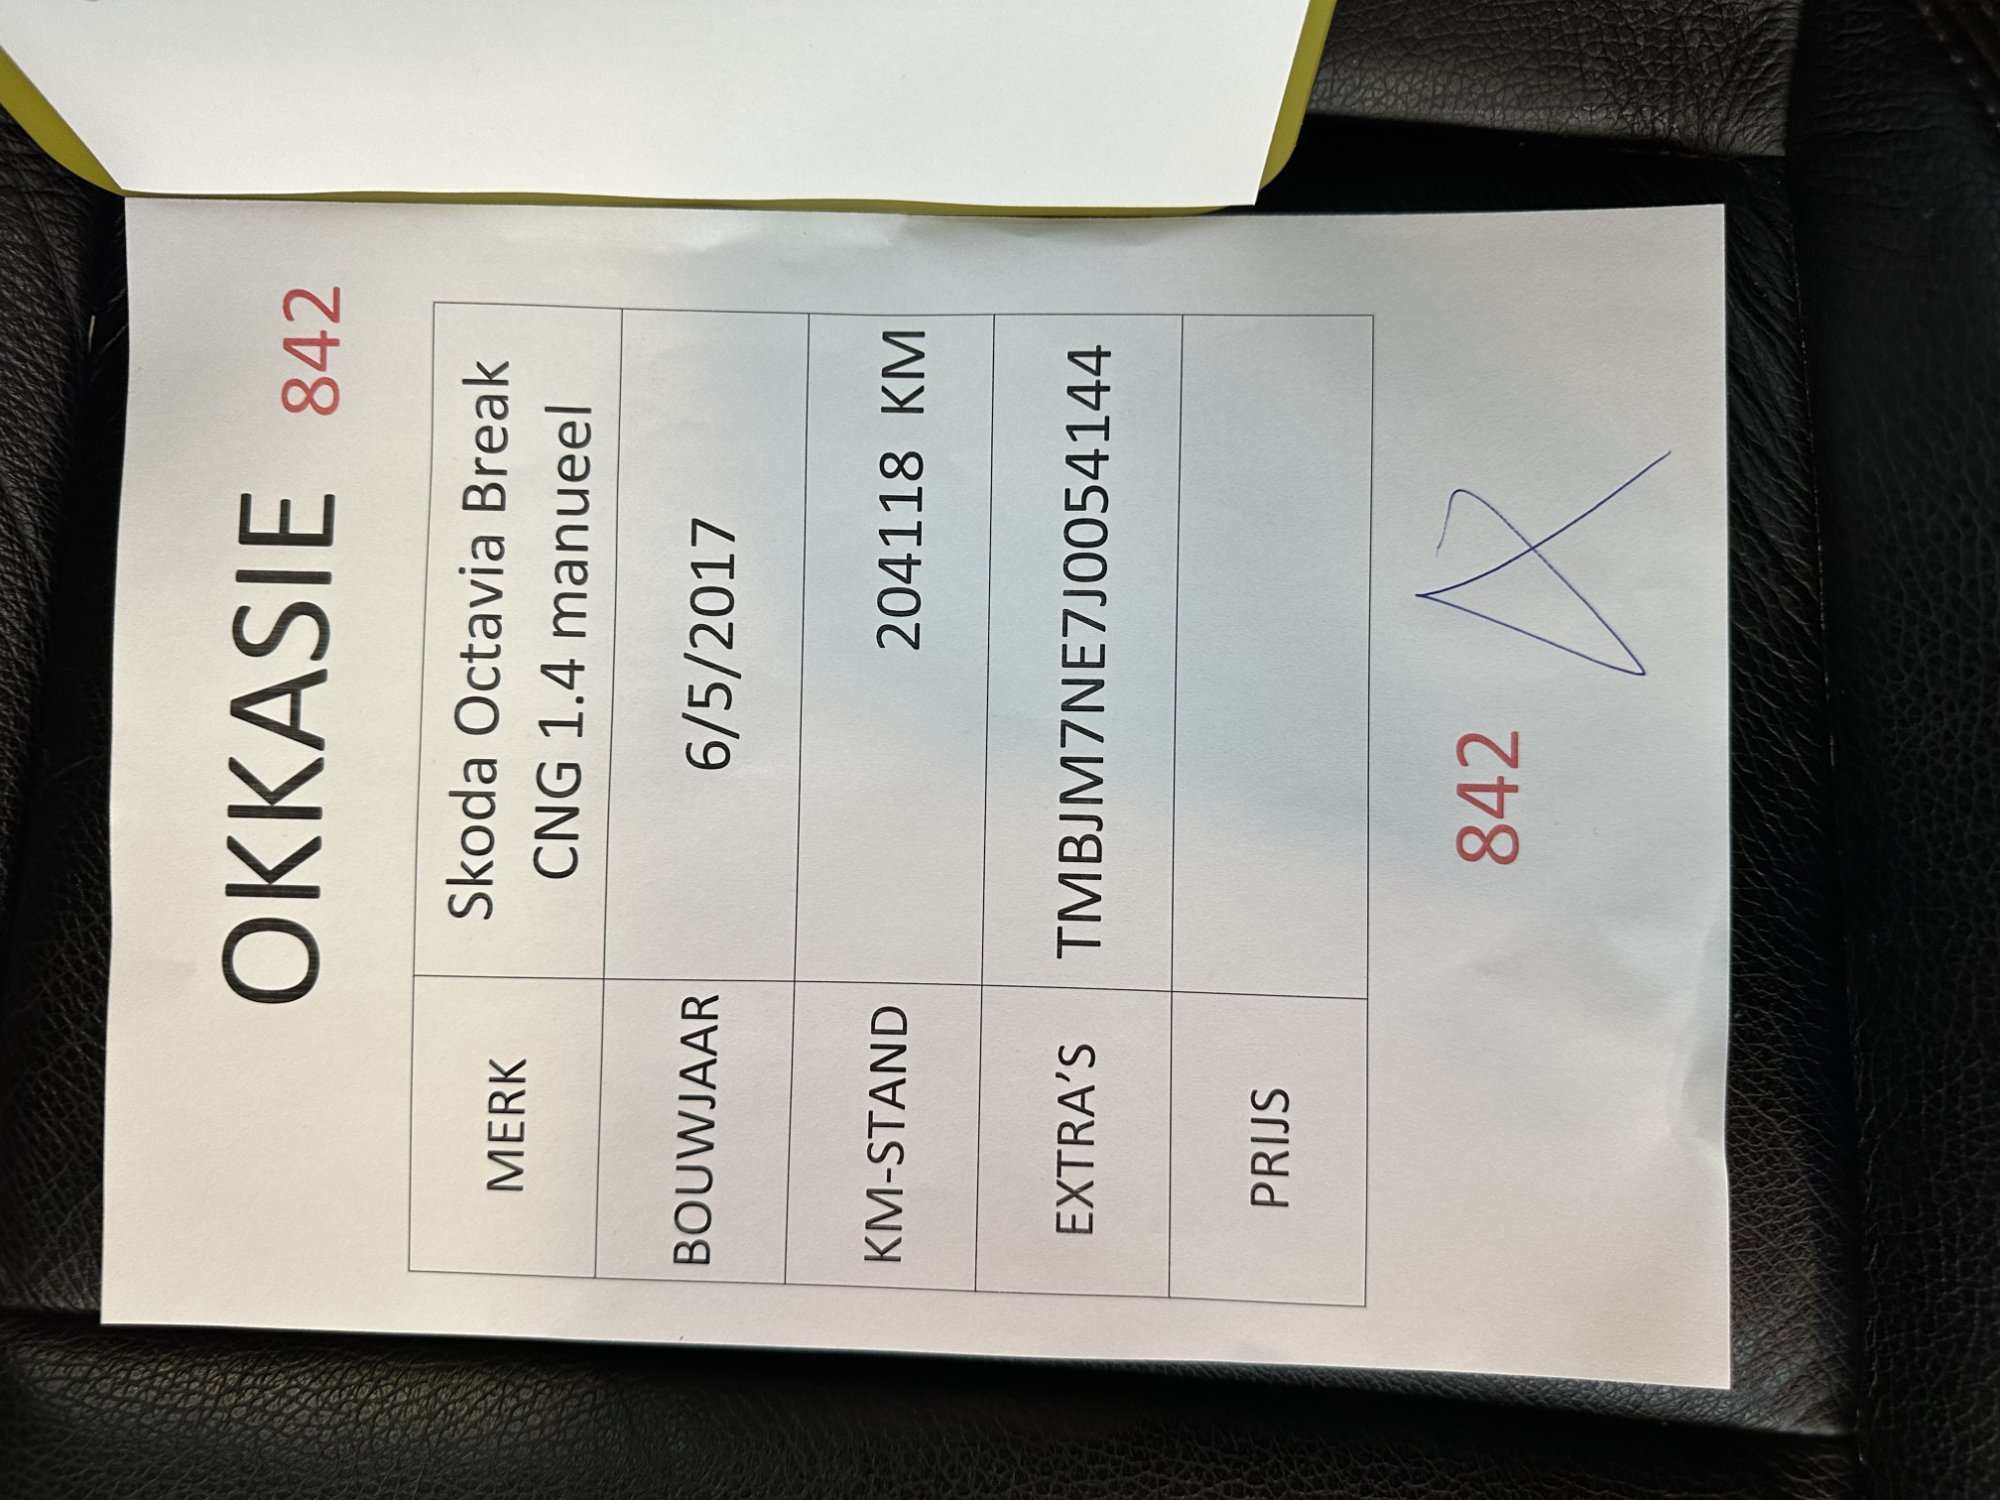 OKKASIE 842
MERK Skoda Octavia Break
CNG 1.4 manueel
BOUWJAAR 6/5/2017
KM-STAND 204118 KM
EXTRA'S TMBJM7NE7J0054144
PRIJS
842